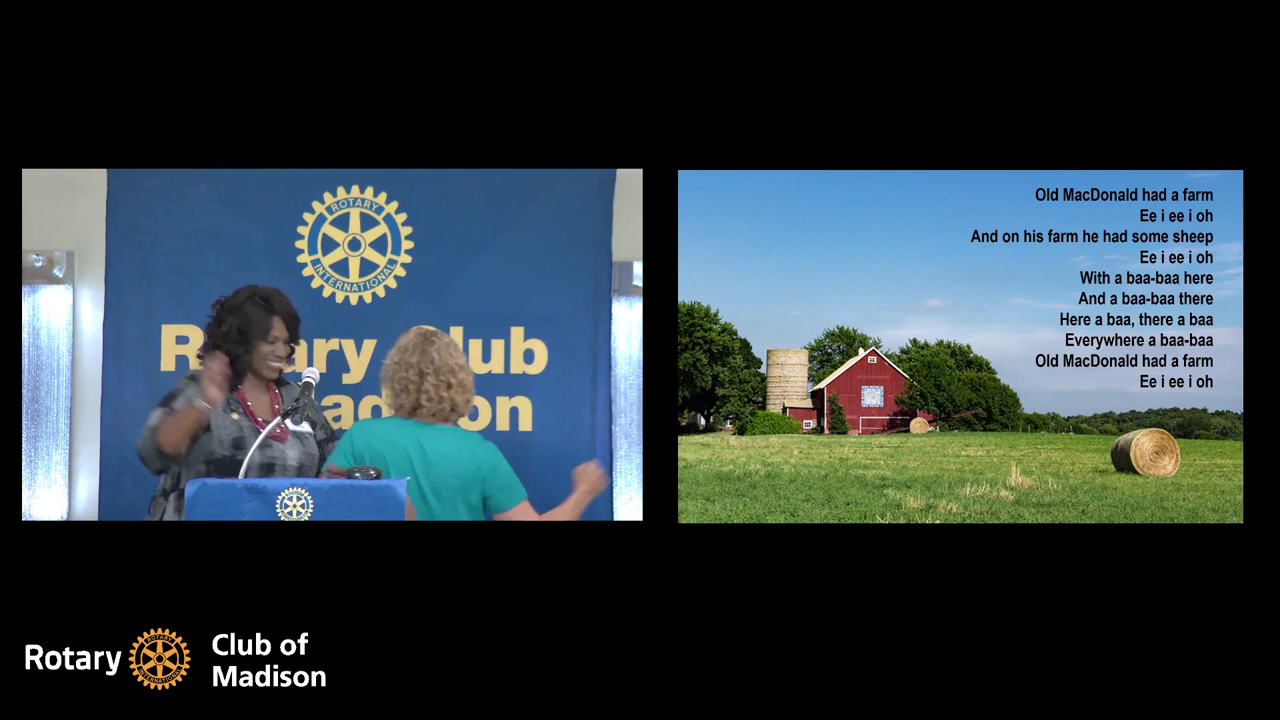 ROTARY
INTERNATIONAL
Old MacDonald had a farm
Ee i ee i oh
And on his farm he had some sheep
Ee i ee i oh
With a baa-baa here
And a baa-baa there
Here a baa, there a baa
Everywhere a baa-baa
Old MacDonald had a farm
Ee i ee i oh
Rotary
ROTARY
INTERNATIONAL
Club of
Madison